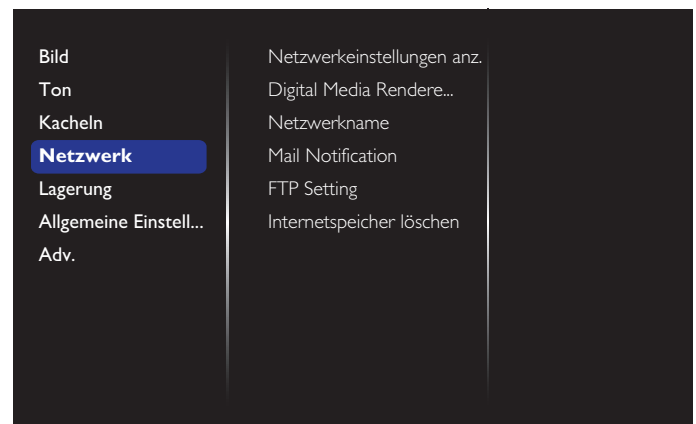 Bild
Ton
Kacheln
Netzwerk
Lagerung
Allgemeine Einstell...
Adv.
Netzwerkeinstellungen anz.
Digital Media Rendere...
Netzwerkname
Mail Notification
FTP Setting
Internetspeicher löschen